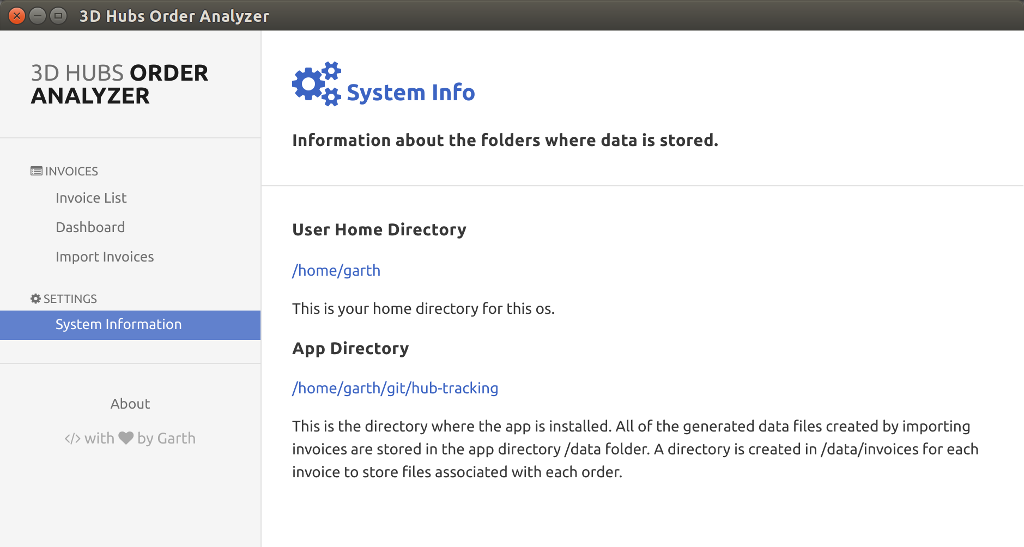 3D Hubs Order Analyzer
3D HUBS ORDER
ANALYZER
INVOICES
Invoice List
Dashboard
Import Invoices
SETTINGS
System Information
About
</> with ♥ by Garth
System Info
Information about the folders where data is stored.
User Home Directory
/home/garth
This is your home directory for this os.
App Directory
/home/garth/git/hub-tracking
This is the directory where the app is installed. All of the generated data files created by importing
invoices are stored in the app directory /data folder. A directory is created in /data/invoices for each
invoice to store files associated with each order.